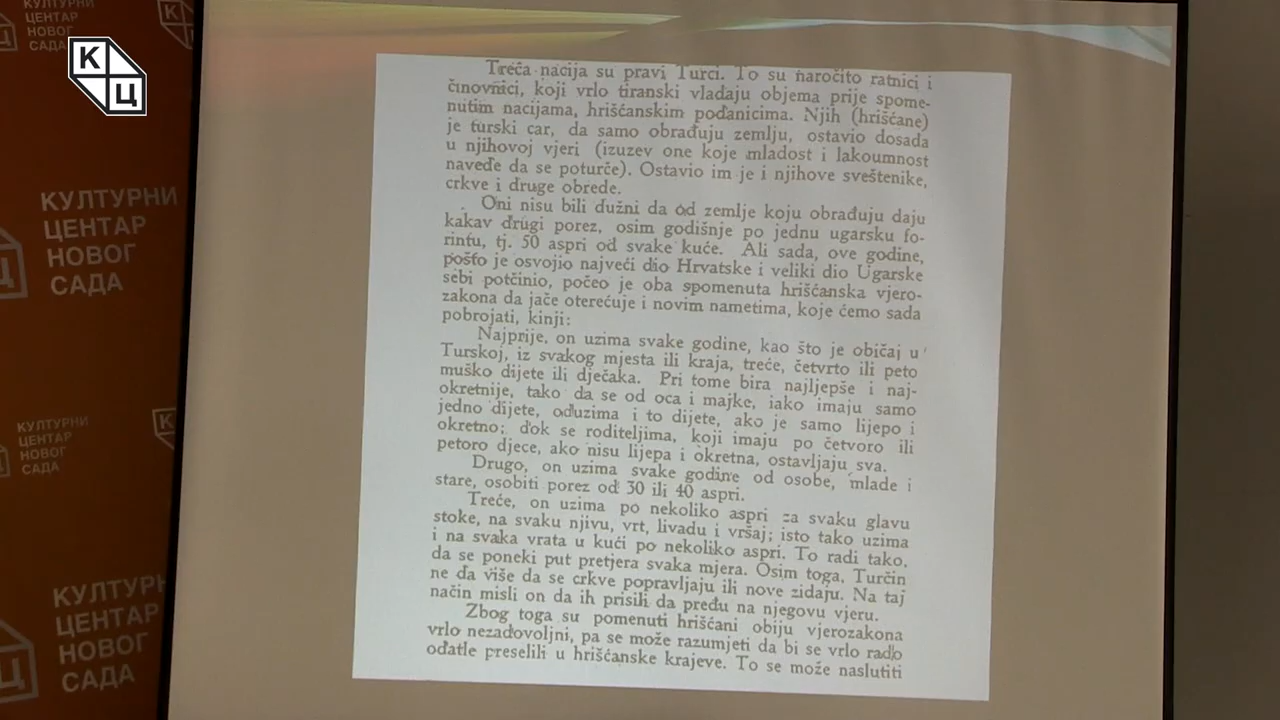 КУЛТУРНИ
ЦЕНТАР
НОВОГ
САДА
К
Ц
КУЛТУРНИ
ЦЕНТАР
НОВОГ
САДА
КУЛТУРНИ
ЦЕНТАР
НОВОГ
САДА
КУЛТУРНИ
ЦЕНТАР
НОВОГ
САДА
Treća nacija su pravi Turci. To su naročito ratnici i
činovnici, koji vrlo tiranski vladaju objema prije spome-
nutim nacijama, hrišćanskim pođanicima. Njih (hrišćane)
je turski car, da samo obrađuju zemlju, ostavio dosada
u njihovoj vjeri (izuzev one koje mladost i lakoumnost
navede da se poturče). Ostavio im je i njihove sveštenike,
crkve i druge obrede.
Oni nisu bili dužni da od zemlje koju obrađuju daju
kakav drugi porez, osim godišnje po jednu ugarsku fo-
rintu, tj. 50 aspri od svake kuće. Ali sada, ove godine,
pošto je osvojio najveći dio Hrvatske i veliki dio Ugarske
sebi potčinio, počeo je oba spomenuta hrišćanska vjero-
zakona da jače oterećuje i novim nametima, koje ćemo sada
pobrojati, kinji:
Najprije, on uzima svake godine, kao što je običaj u
Turskoj, iz svakog mjesta ili kraja, treće, četvrto ili peto
muško dijete ili dječaka. Pri tome bira najljepše i naj-
okretnije, tako da se od oca i majke, iako imaju samo
jedno dijete, oduzima i to dijete, ako je samo lijepo i
okretno; dok se roditeljima, koji imaju po četvoro ili
petoro djece, ako nisu lijepa i okretna, ostavljaju sva.
Drugo, on uzima svake godine od osobe, mlade i
stare, osobiti porez od 30 ili 40 aspri.
Treće, on uzima po nekoliko aspri za svaku glavu
stoke, na svaku njivu, vrt, livadu i vršaj; isto tako uzima
i na svaka vrata u kući po nekoliko aspri. To radi tako,
da se poneki put pretjera svaka mjera. Osim toga, Turčin
ne da više da se crkve popravljaju ili nove zidaju. Na taj
način misli on da ih prisili da pređu na njegovu vjeru.
Zbog toga su pomenuti hrišćani obiju vjerozakona
vrlo nezadovoljni, pa se može razumjeti da bi se vrlo rado
odatle preselili u hrišćanske krajeve. To se može naslutiti